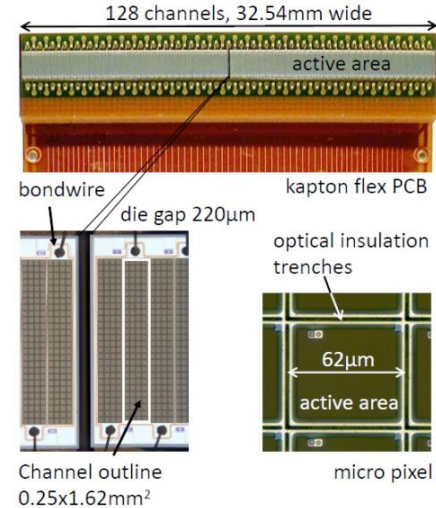 128 channels, 32.54mm wide
active area
bondwire
kapton flex PCB
die gap 220µm
optical insulation
trenches
62µm
active area
Channel outline
0.25x1.62mm²
micro pixel